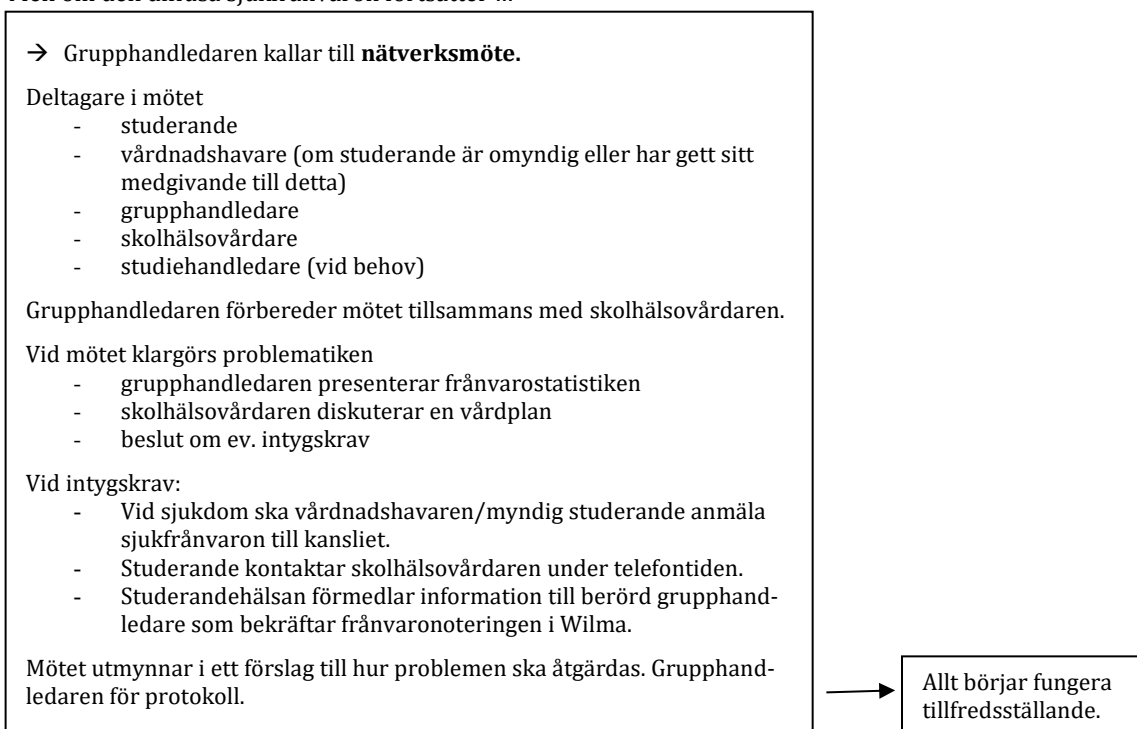 → Grupphandledaren kallar till nätverksmöte.
Deltagare i mötet
- studerande
- vårdnadshavare (om studerande är omyndig eller har gett sitt
medgivande till detta)
- grupphandledare
- skolhälsovårdare
- studiehandledare (vid behov)
Grupphandledaren förbereder mötet tillsammans med skolhälsovårdaren.
Vid mötet klargörs problematiken
- grupphandledaren presenterar frånvarostatistiken
- skolhälsovårdaren diskuterar en vårdplan
- beslut om ev. intygskrav
Vid intygskrav:
- Vid sjukdom ska vårdnadshavaren/myndig studerande anmäla
sjukfrånvaron till kansliet.
- Studerande kontaktar skolhälsovårdaren under telefontiden.
- Studerandehälsan förmedlar information till berörd grupphand-
ledare som bekräftar frånvaronoteringen i Wilma.
Mötet utmynnar i ett förslag till hur problemen ska åtgärdas. Grupphand-
ledaren för protokoll.
Allt börjar fungera
tillfredsställande.